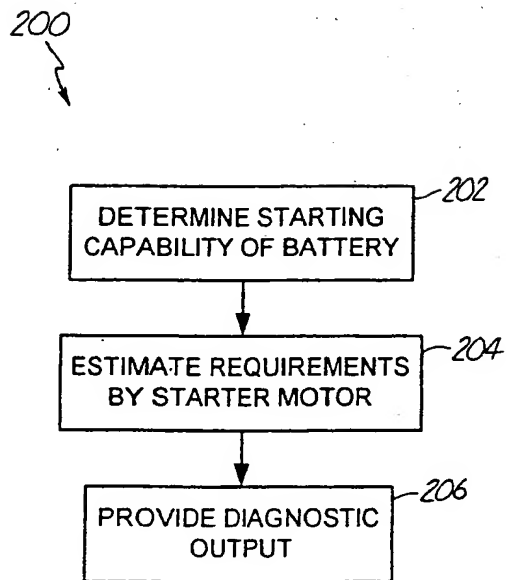 200
202
DETERMINE STARTING
CAPABILITY OF BATTERY
204
ESTIMATE REQUIREMENTS
BY STARTER MOTOR
206
PROVIDE DIAGNOSTIC
OUTPUT